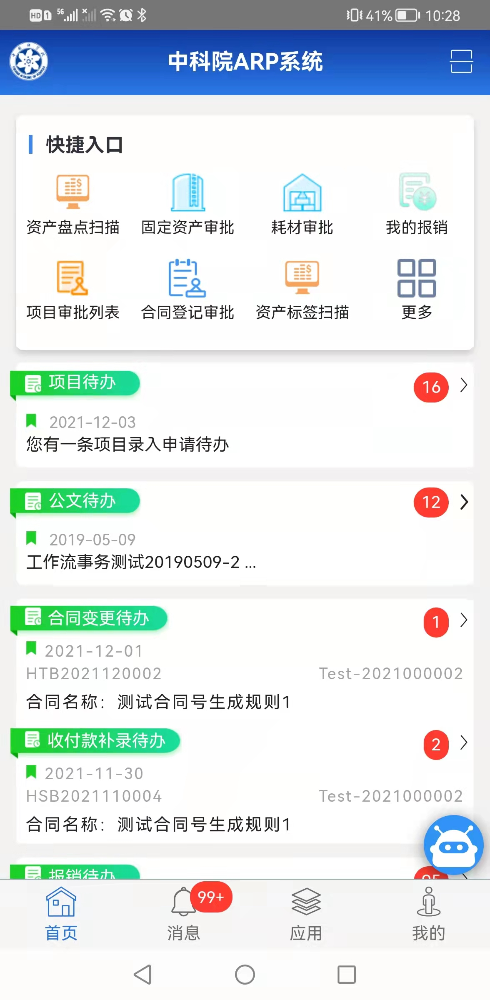 HD 1 5G 41% 10:28
中科院ARP系统
快捷入口
资产盘点扫描 固定资产审批 耗材审批 我的报销
项目审批列表 合同登记审批 资产标签扫描 更多
项目待办 16
2021-12-03
您有一条项目录入申请待办
公文待办 12
2019-05-09
工作流事务测试20190509-2 ...
合同变更待办 1
2021-12-01
HTB2021120002 Test-2021000002
合同名称：测试合同号生成规则1
收付款补录待办 2
2021-11-30
HSB2021110004 Test-2021000002
合同名称：测试合同号生成规则1
报销待办
99+
首页 消息 应用 我的